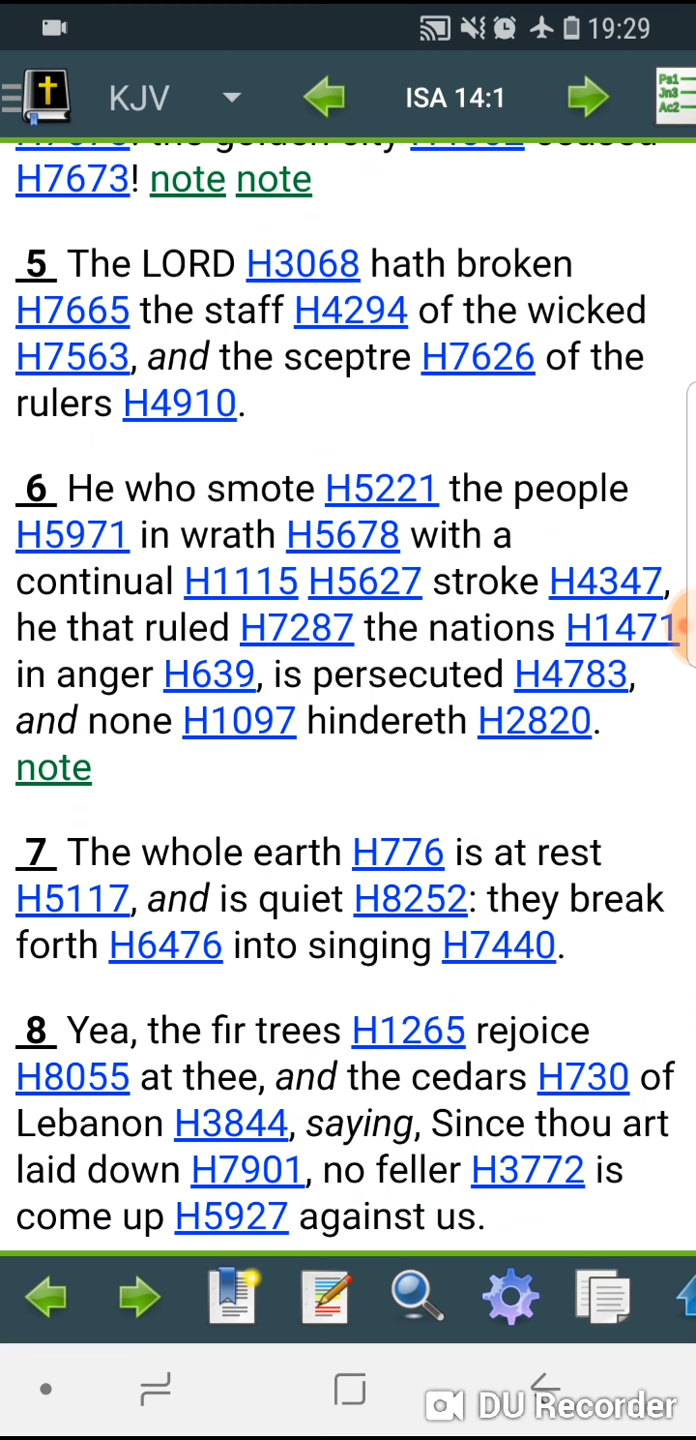 19:29
KJV
ISA 14:1
Ps1
Jn3
Ac2
the golden city
H7673! note note
5 The LORD H3068 hath broken
H7665 the staff H4294 of the wicked
H7563, and the sceptre H7626 of the
rulers H4910.
6 He who smote H5221 the people
H5971 in wrath H5678 with a
continual H1115 H5627 stroke H4347,
he that ruled H7287 the nations H1471
in anger H639, is persecuted H4783,
and none H1097 hindereth H2820.
note
7 The whole earth H776 is at rest
H5117, and is quiet H8252: they break
forth H6476 into singing H7440.
8 Yea, the fir trees H1265 rejoice
H8055 at thee, and the cedars H730 of
Lebanon H3844, saying, Since thou art
laid down H7901, no feller H3772 is
come up H5927 against us.
DU Recorder